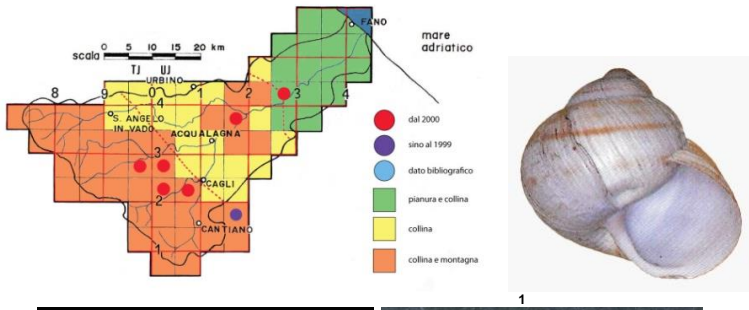 FANO
mare
adriatico
scala 0 5 10 15 20 km
TJ UJ
URBINO
8 9 0 1 2 3 4
4
S. ANGELO
IN VADO
ACQUALAGNA
3
CAGLI
2
CANTIANO
1
dal 2000
sino al 1999
dato bibliografico
pianura e collina
collina
collina e montagna
1